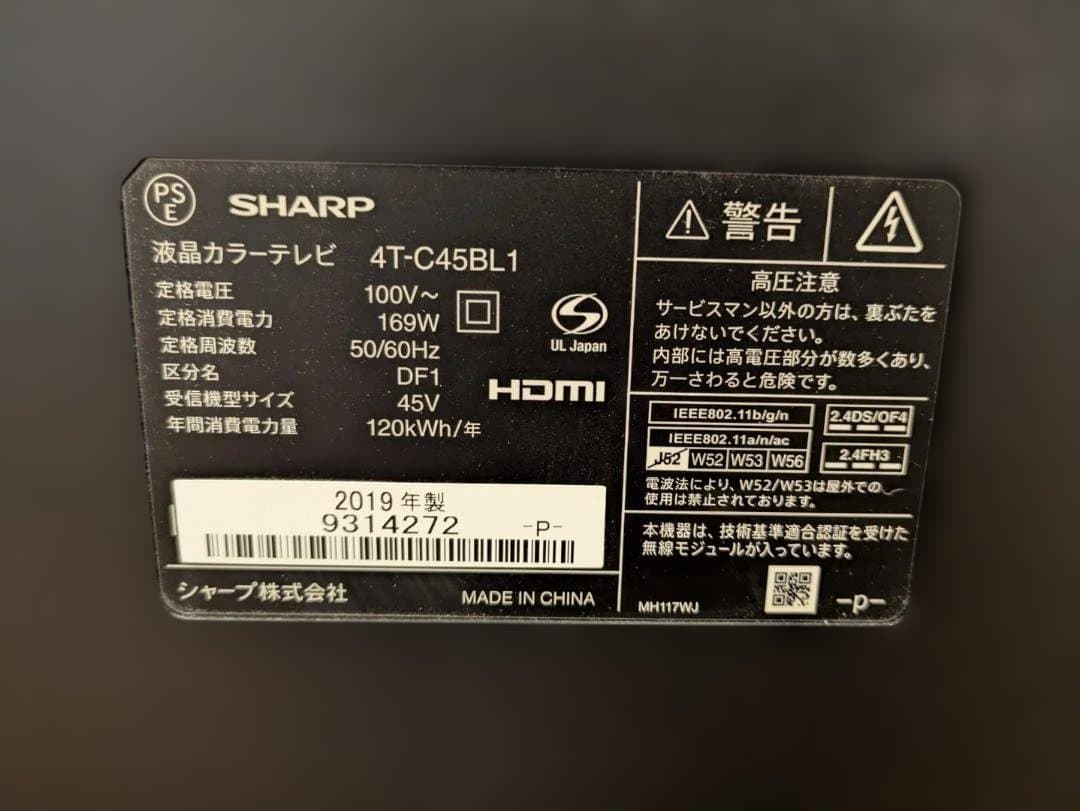 PS
E
SHARP
液晶カラーテレビ 4T-C45BL1
定格電圧 100V～
定格消費電力 169W
定格周波数 50/60Hz
区分名 DF1
受信機型サイズ 45V
年間消費電力量 120kWh/年
S
UL Japan
HDMI
2019年製
9314272 -P-
シャープ株式会社 MADE IN CHINA
警告
高圧注意
サービスマン以外の方は、裏ぶたを
あけないでください。
内部には高電圧部分が数多くあり、
万一さわると危険です。
IEEE802.11b/g/n
2.4DS/OF4
IEEE802.11a/n/ac
J52 W52 W53 W56
2.4FH3
電波法により、W52/W53は屋外での
使用は禁止されております。
本機器は、技術基準適合認証を受けた
無線モジュールが入っています。
MH117WJ -p-